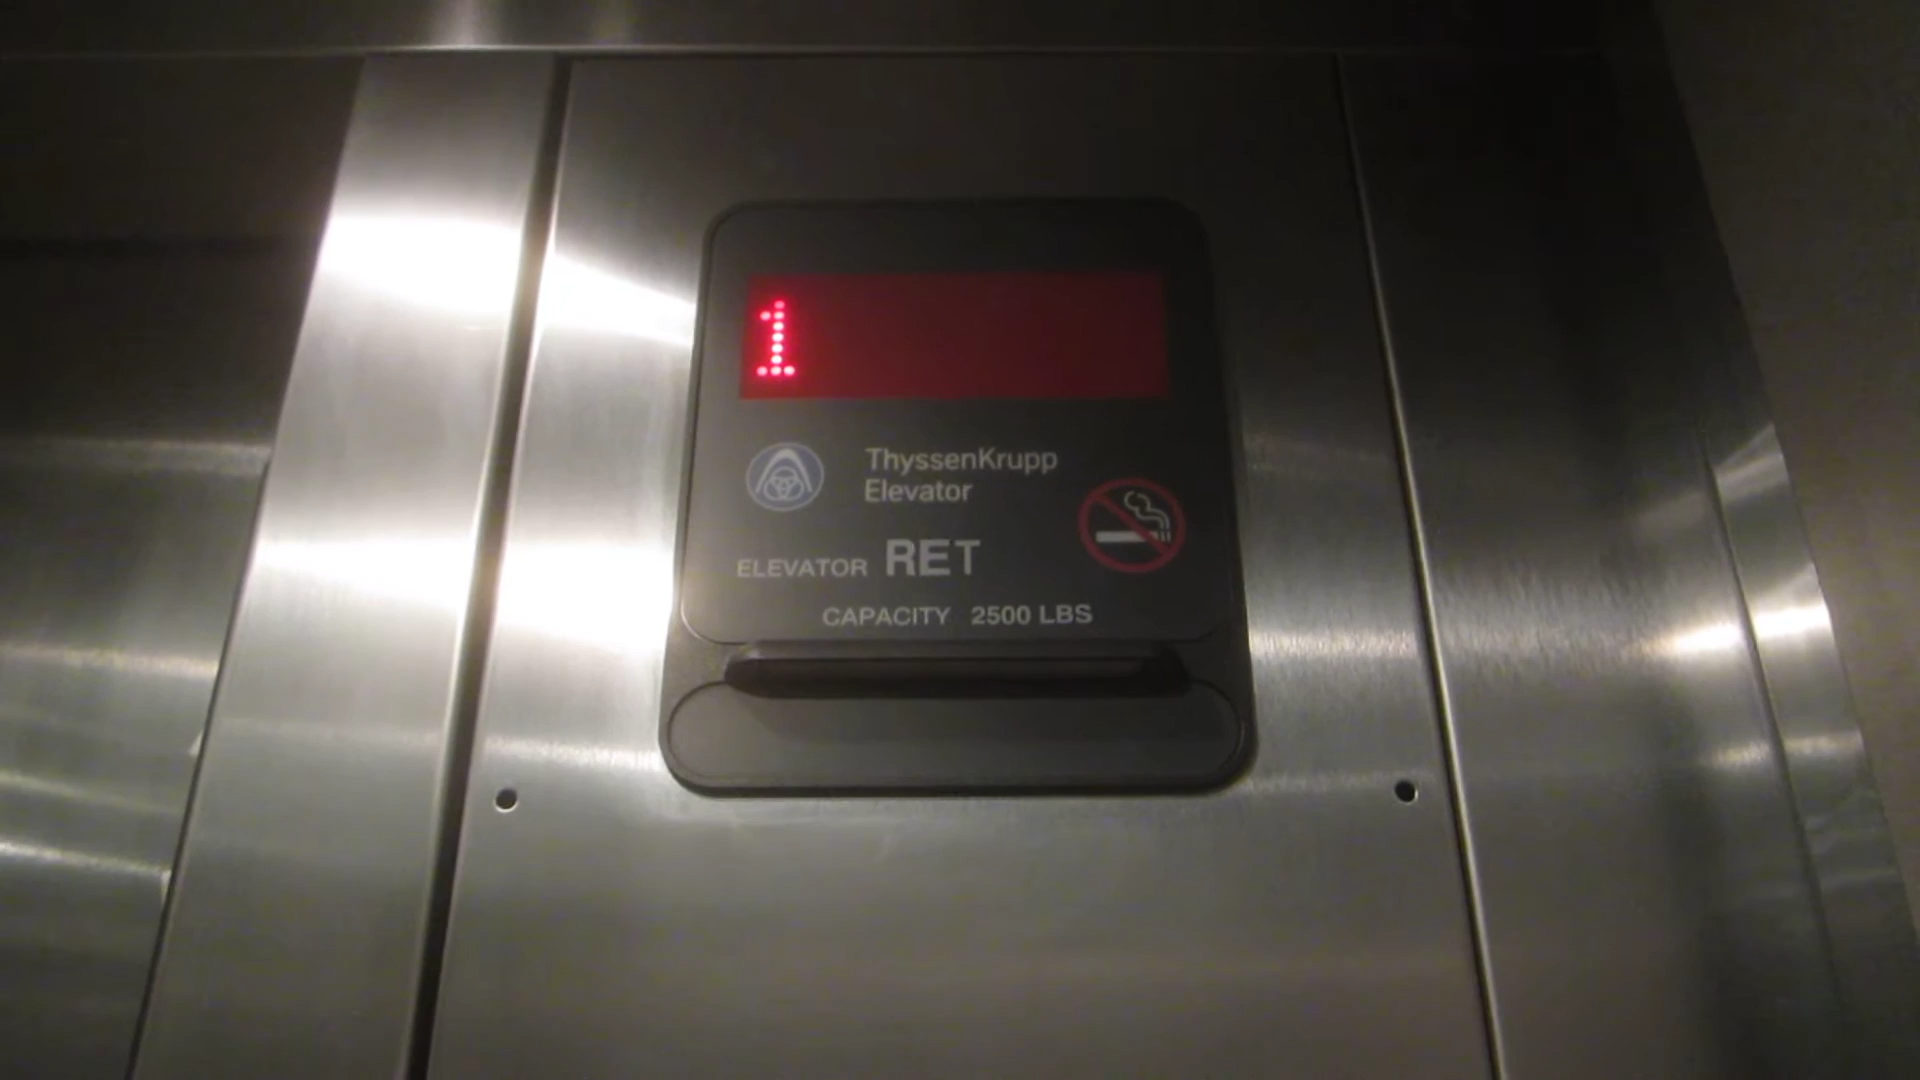 1
ThyssenKrupp
Elevator
ELEVATOR RET
CAPACITY 2500 LBS